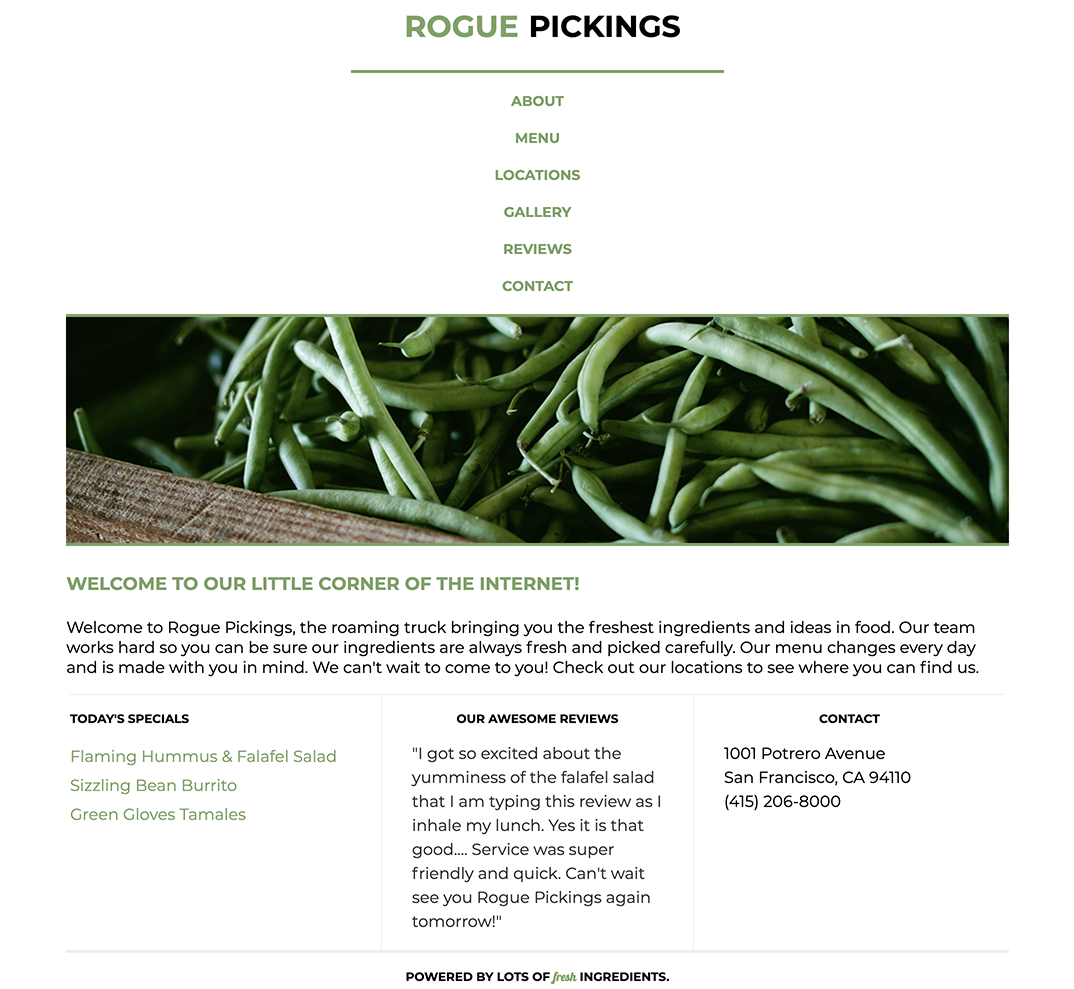 ROGUE PICKINGS
ABOUT
MENU
LOCATIONS
GALLERY
REVIEWS
CONTACT
WELCOME TO OUR LITTLE CORNER OF THE INTERNET!
Welcome to Rogue Pickings, the roaming truck bringing you the freshest ingredients and ideas in food. Our team
works hard so you can be sure our ingredients are always fresh and picked carefully. Our menu changes every day
and is made with you in mind. We can't wait to come to you! Check out our locations to see where you can find us.
TODAY'S SPECIALS
Flaming Hummus & Falafel Salad
Sizzling Bean Burrito
Green Gloves Tamales
OUR AWESOME REVIEWS
"I got so excited about the
yumminess of the falafel salad
that I am typing this review as I
inhale my lunch. Yes it is that
good.... Service was super
friendly and quick. Can't wait
see you Rogue Pickings again
tomorrow!"
CONTACT
1001 Potrero Avenue
San Francisco, CA 94110
(415) 206-8000
POWERED BY LOTS OF fresh INGREDIENTS.